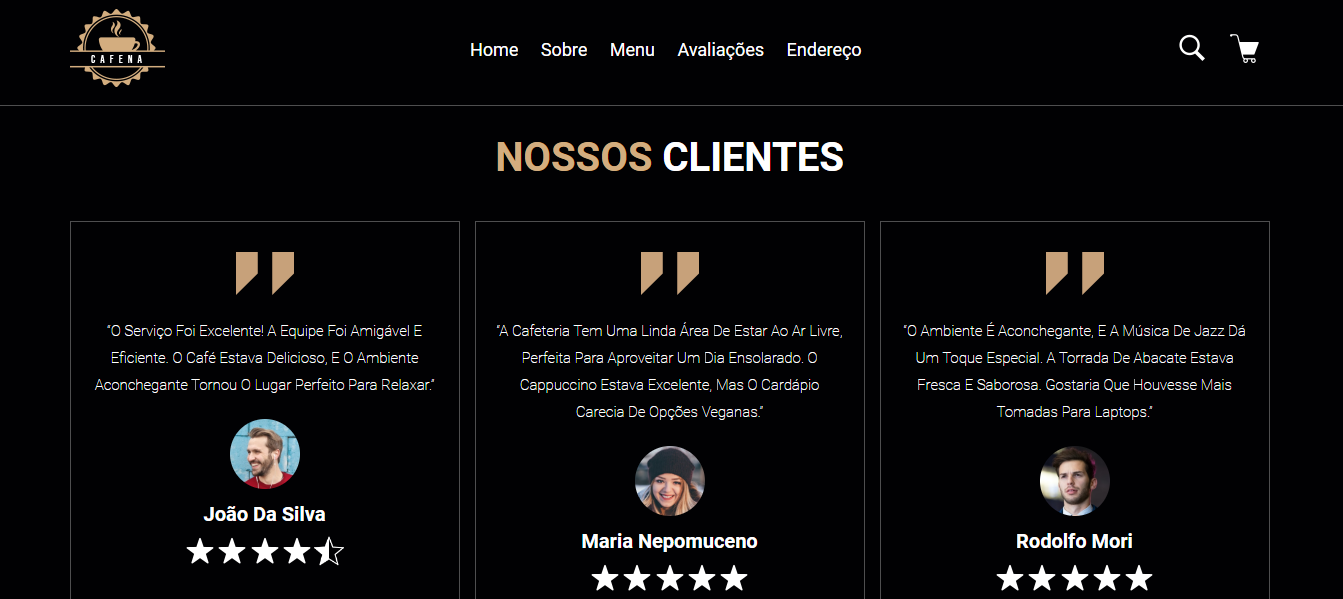 CAFENA
Home Sobre Menu Avaliações Endereço
NOSSOS CLIENTES
“O Serviço Foi Excelente! A Equipe Foi Amigável E
Eficiente. O Café Estava Delicioso, E O Ambiente
Aconchegante Tornou O Lugar Perfeito Para Relaxar.”
João Da Silva
“A Cafeteria Tem Uma Linda Área De Estar Ao Ar Livre,
Perfeita Para Aproveitar Um Dia Ensolarado. O
Cappuccino Estava Excelente, Mas O Cardápio
Carecia De Opções Veganas.”
Maria Nepomuceno
“O Ambiente É Aconchegante, E A Música De Jazz Dá
Um Toque Especial. A Torrada De Abacate Estava
Fresca E Saborosa. Gostaria Que Houvesse Mais
Tomadas Para Laptops.”
Rodolfo Mori